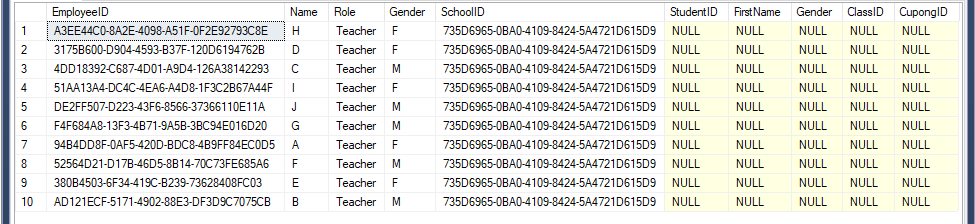 EmployeeID Name Role Gender SchoolID StudentID FirstName Gender ClassID CupongID
1 A3EE44C0-8A2E-4098-A51F-0F2E92793C8E H Teacher F 735D6965-0BA0-4109-8424-5A4721D615D9 NULL NULL NULL NULL NULL
2 3175B600-D904-4593-B37F-120D6194762B D Teacher F 735D6965-0BA0-4109-8424-5A4721D615D9 NULL NULL NULL NULL NULL
3 4DD18392-C687-4D01-A9D4-126A38142293 C Teacher M 735D6965-0BA0-4109-8424-5A4721D615D9 NULL NULL NULL NULL NULL
4 51AA13A4-DC4C-4EA6-A4D8-1F3C2B67A44F I Teacher F 735D6965-0BA0-4109-8424-5A4721D615D9 NULL NULL NULL NULL NULL
5 DE2FF507-D223-43F6-8566-37366110E11A J Teacher M 735D6965-0BA0-4109-8424-5A4721D615D9 NULL NULL NULL NULL NULL
6 F4F684A8-13F3-4B71-9A5B-3BC94E016D20 G Teacher M 735D6965-0BA0-4109-8424-5A4721D615D9 NULL NULL NULL NULL NULL
7 94B4DD8F-0AF5-420D-BDC8-4B9FF84EC0D5 A Teacher F 735D6965-0BA0-4109-8424-5A4721D615D9 NULL NULL NULL NULL NULL
8 52564D21-D17B-46D5-8B14-70C73FE685A6 F Teacher M 735D6965-0BA0-4109-8424-5A4721D615D9 NULL NULL NULL NULL NULL
9 380B4503-6F34-419C-B239-73628408FC03 E Teacher F 735D6965-0BA0-4109-8424-5A4721D615D9 NULL NULL NULL NULL NULL
10 AD121ECF-5171-4902-88E3-DF3D9C7075CB B Teacher M 735D6965-0BA0-4109-8424-5A4721D615D9 NULL NULL NULL NULL NULL